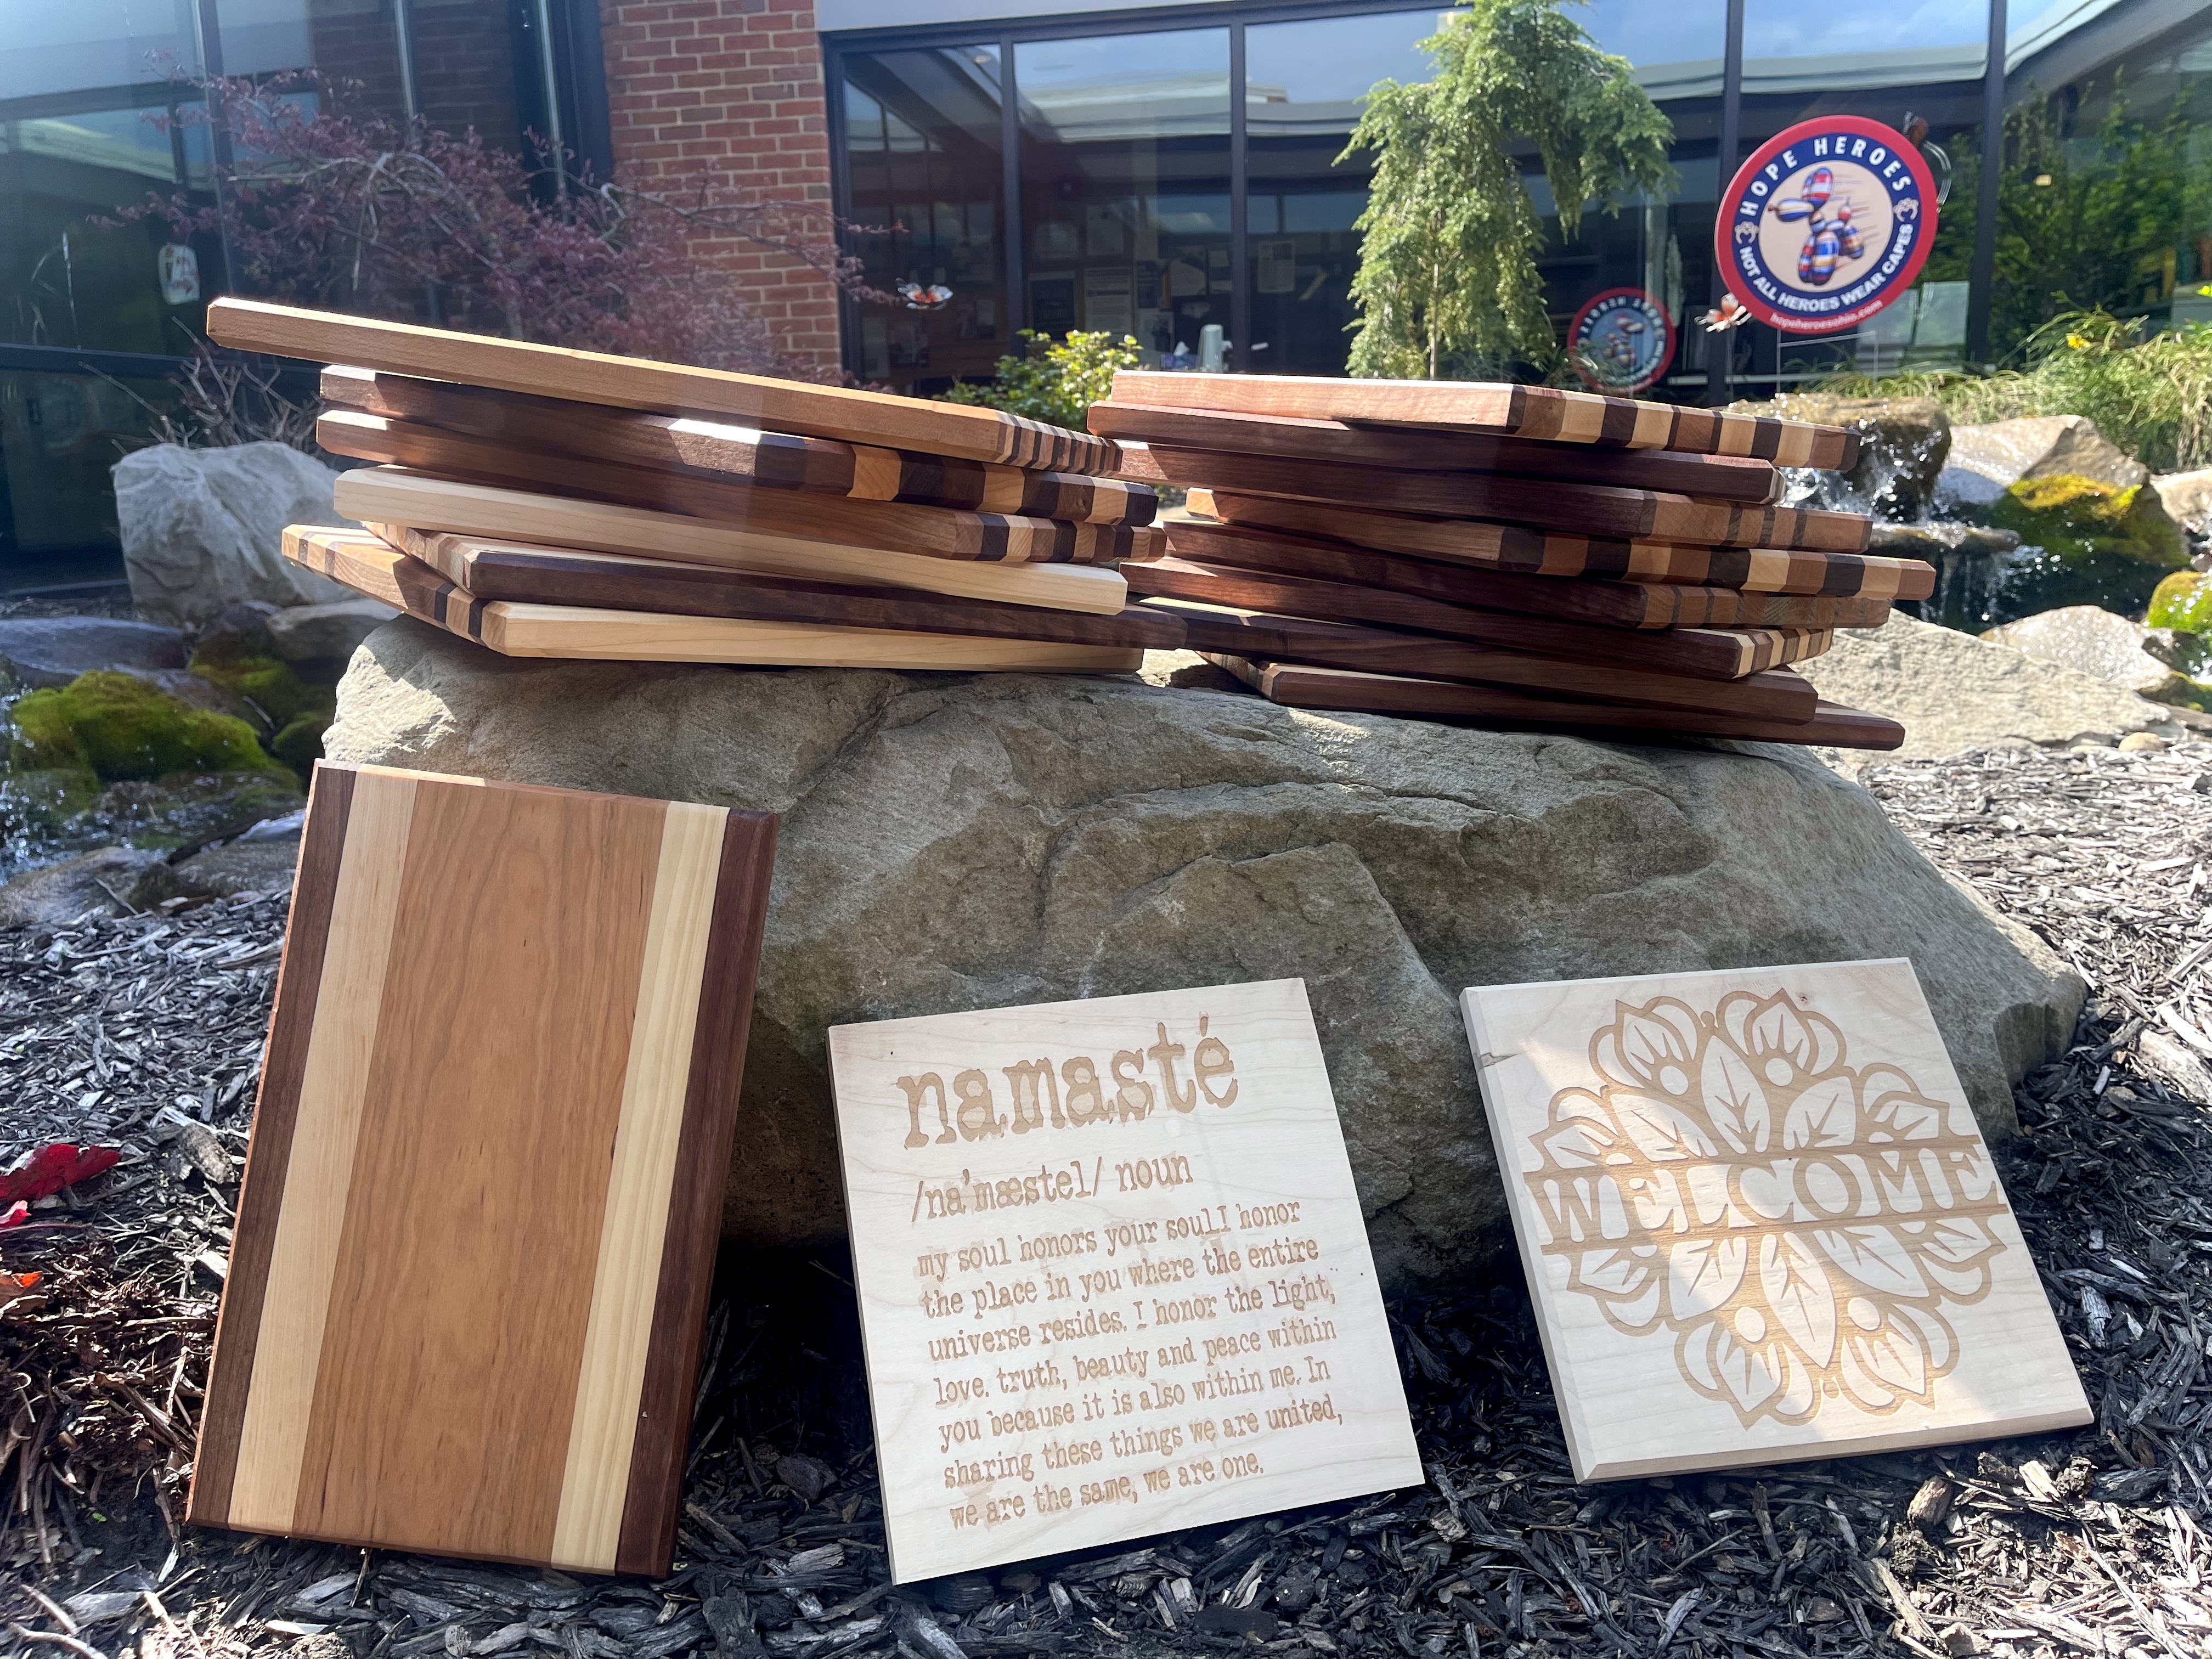 HOPE HEROES
NOT ALL HEROES WEAR CAPES
hopeheroesohio.com
namasté
/na'mæstel/ noun
my soul honors your soul.I honor
the place in you where the entire
universe resides. I honor the light,
love. truth, beauty and peace within
you because it is also within me. In
sharing these things we are united,
we are the same, we are one.
WELCOME